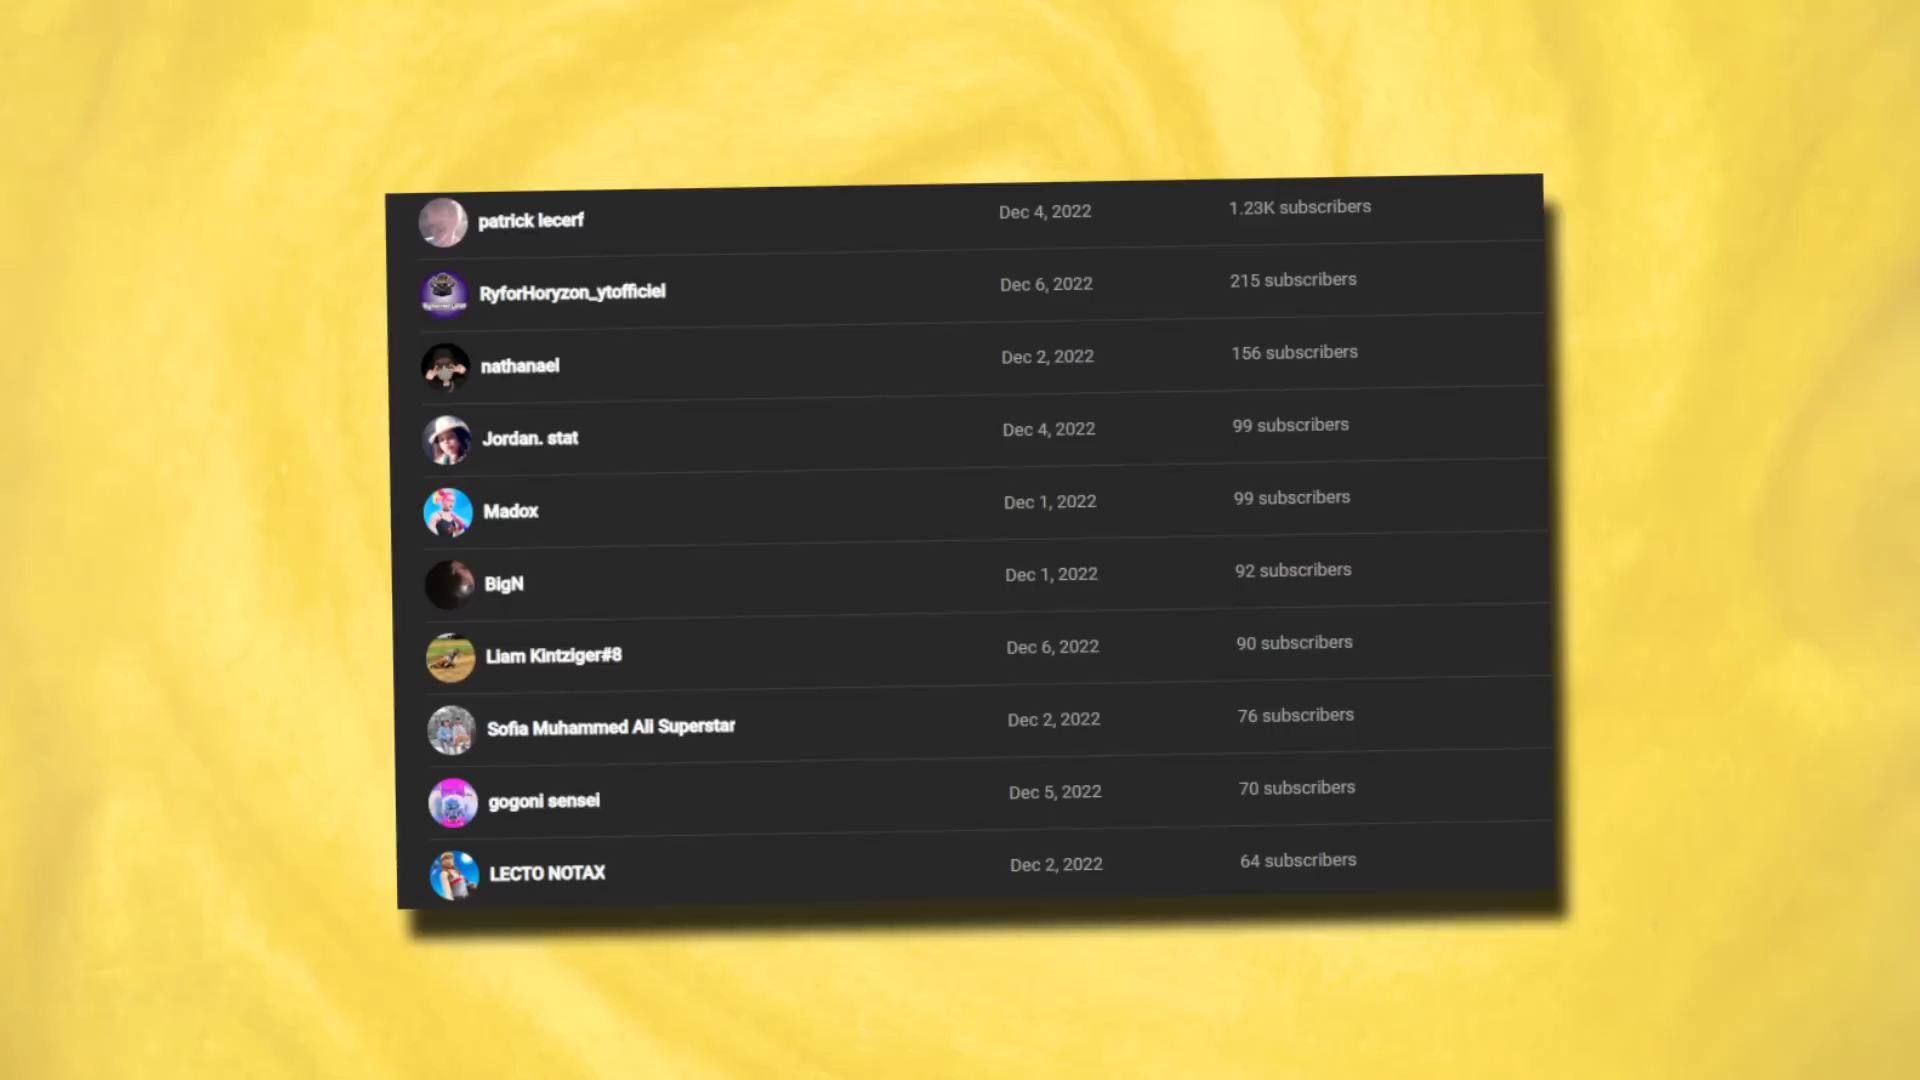 patrick lecerf Dec 4, 2022 1.23K subscribers
RyforHoryzon_ytofficiel Dec 6, 2022 215 subscribers
nathanael Dec 2, 2022 156 subscribers
Jordan. stat Dec 4, 2022 99 subscribers
Madox Dec 1, 2022 99 subscribers
BigN Dec 1, 2022 92 subscribers
Liam Kintziger#8 Dec 6, 2022 90 subscribers
Sofia Muhammed Ali Superstar Dec 2, 2022 76 subscribers
gogoni sensei Dec 5, 2022 70 subscribers
LECTO NOTAX Dec 2, 2022 64 subscribers